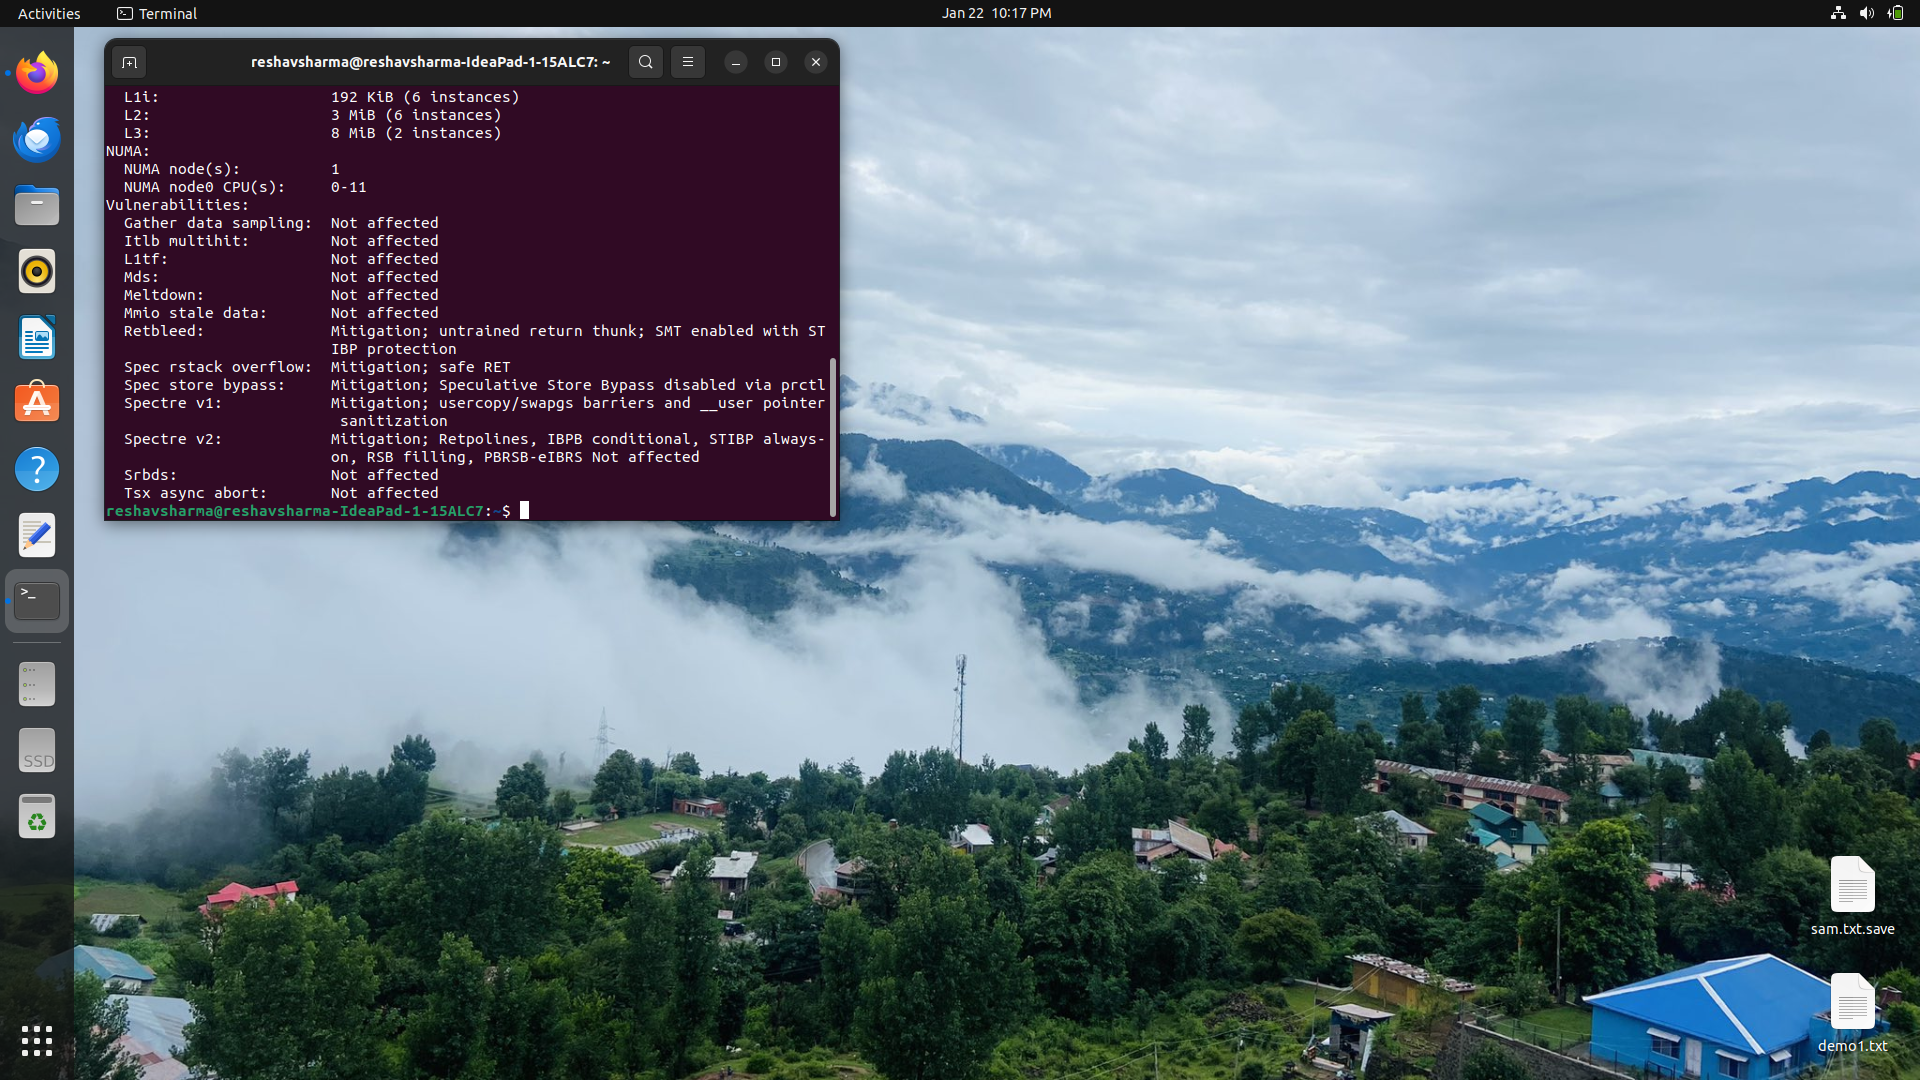 Activities
Terminal
Jan 22 10:17 PM
reshavsharma@reshavsharma-IdeaPad-1-15ALC7: ~
L1i: 192 KiB (6 instances)
L2: 3 MiB (6 instances)
L3: 8 MiB (2 instances)
NUMA:
NUMA node(s): 1
NUMA node0 CPU(s): 0-11
Vulnerabilities:
Gather data sampling: Not affected
Itlb multihit: Not affected
L1tf: Not affected
Mds: Not affected
Meltdown: Not affected
Mmio stale data: Not affected
Retbleed: Mitigation; untrained return thunk; SMT enabled with ST
IBP protection
Spec rstack overflow: Mitigation; safe RET
Spec store bypass: Mitigation; Speculative Store Bypass disabled via prctl
Spectre v1: Mitigation; usercopy/swapgs barriers and __user pointer
sanitization
Spectre v2: Mitigation; Retpolines, IBPB conditional, STIBP always-
on, RSB filling, PBRSB-eIBRS Not affected
Srbds: Not affected
Tsx async abort: Not affected
reshavsharma@reshavsharma-IdeaPad-1-15ALC7:~$
SSD
sam.txt.save
demo1.txt